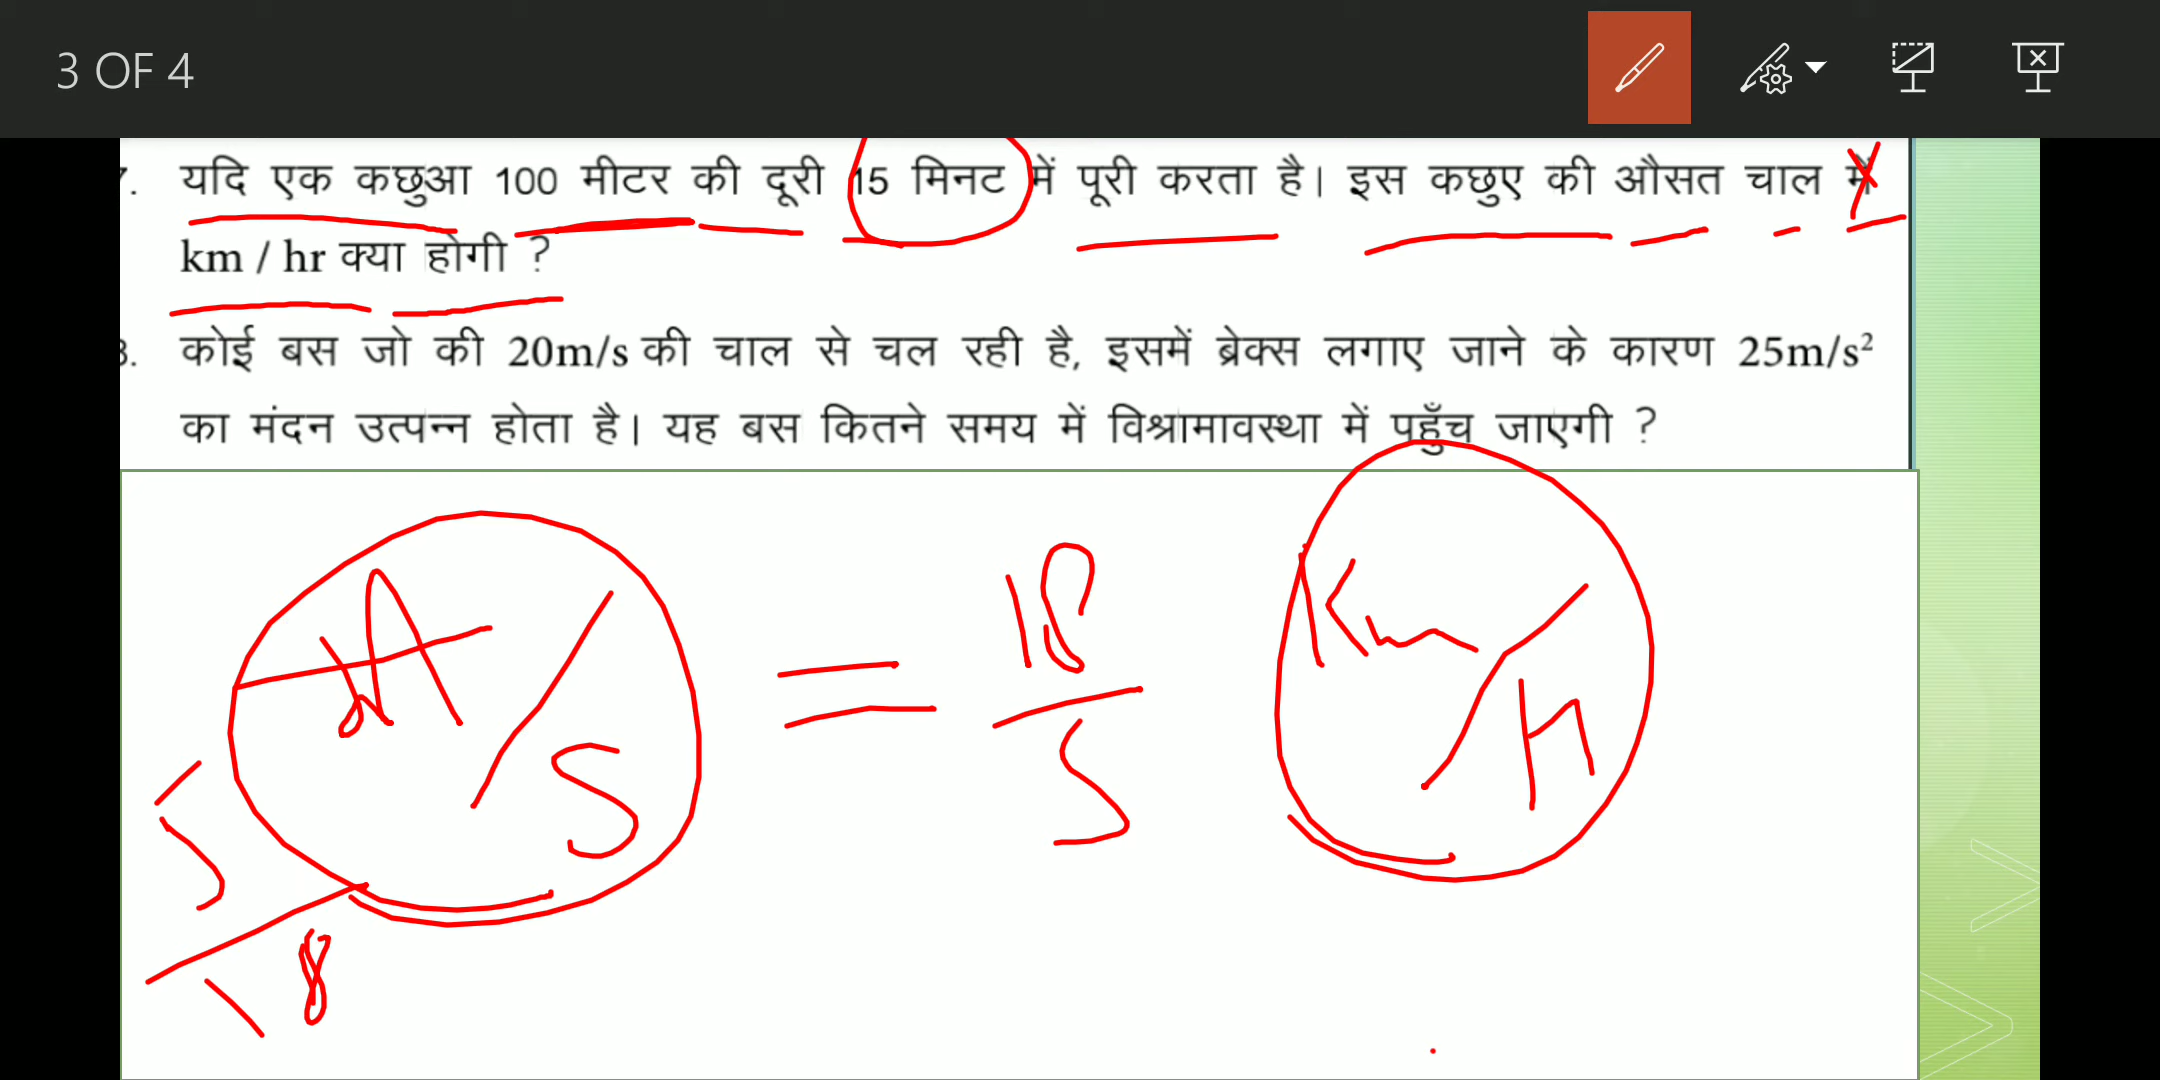 3 OF 4
7. यदि एक कछुआ 100 मीटर की दूरी 15 मिनट में पूरी करता है। इस कछुए की औसत चाल में
km / hr क्या होगी ?
8. कोई बस जो की 20m/s की चाल से चल रही है, इसमें ब्रेक्स लगाए जाने के कारण 25m/s²
का मंदन उत्पन्न होता है। यह बस कितने समय में विश्रामावस्था में पहुँच जाएगी ?
/S = 18/5 Km/H
5/18